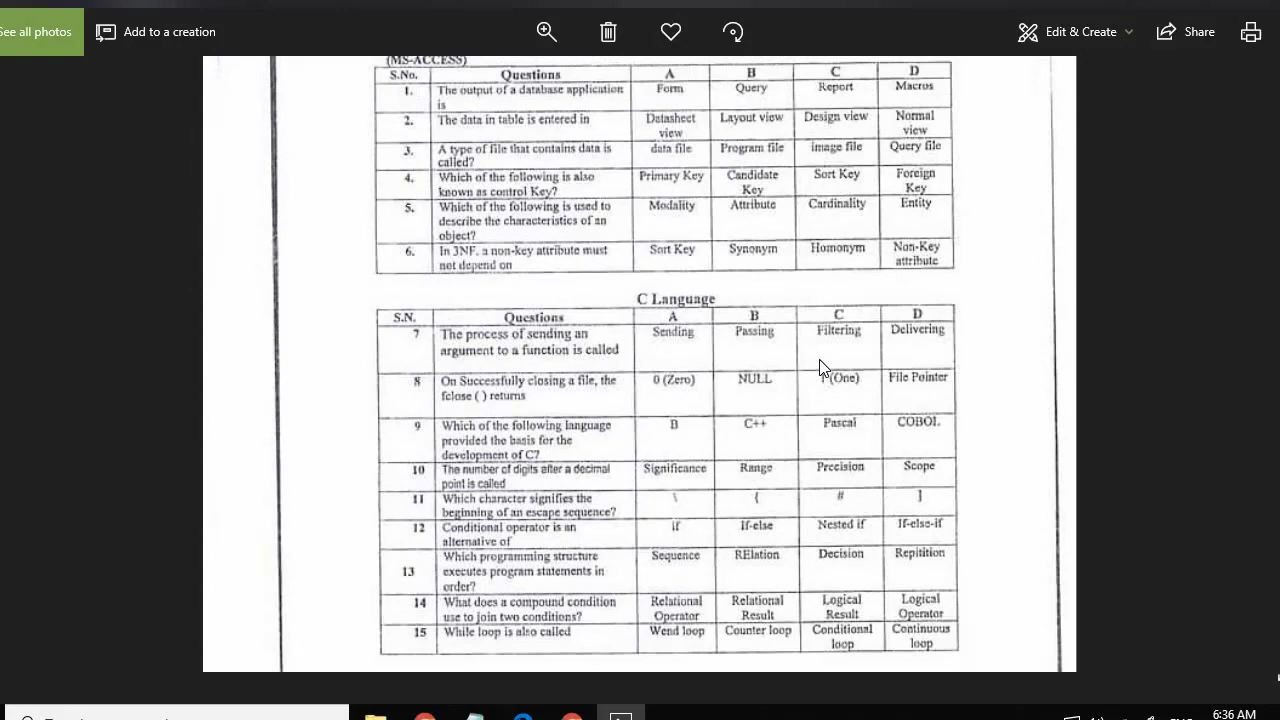 See all photos
Add to a creation
Edit & Create
Share
(MS-ACCESS)
S.No. Questions A B C D
1. The output of a database application is Form Query Report Macros
2. The data in table is entered in Datasheet view Layout view Design view Normal view
3. A type of file that contains data is called? data file Program file image file Query file
4. Which of the following is also known as control Key? Primary Key Candidate Key Sort Key Foreign Key
5. Which of the following is used to describe the characteristics of an object? Modality Attribute Cardinality Entity
6. In 3NF, a non-key attribute must not depend on Sort Key Synonym Homonym Non-Key attribute
C Language
S.N. Questions A B C D
7 The process of sending an argument to a function is called Sending Passing Filtering Delivering
8 On Successfully closing a file, the fclose ( ) returns 0 (Zero) NULL (One) File Pointer
9 Which of the following language provided the basis for the development of C? B C++ Pascal COBOL
10 The number of digits after a decimal point is called Significance Range Precision Scope
11 Which character signifies the beginning of an escape sequence? \ { # ]
12 Conditional operator is an alternative of if If-else Nested if If-else-if
13 Which programming structure executes program statements in order? Sequence RElation Decision Repitition
14 What does a compound condition use to join two conditions? Relational Operator Relational Result Logical Result Logical Operator
15 While loop is also called Wend loop Counter loop Conditional loop Continuous loop
6:36 AM